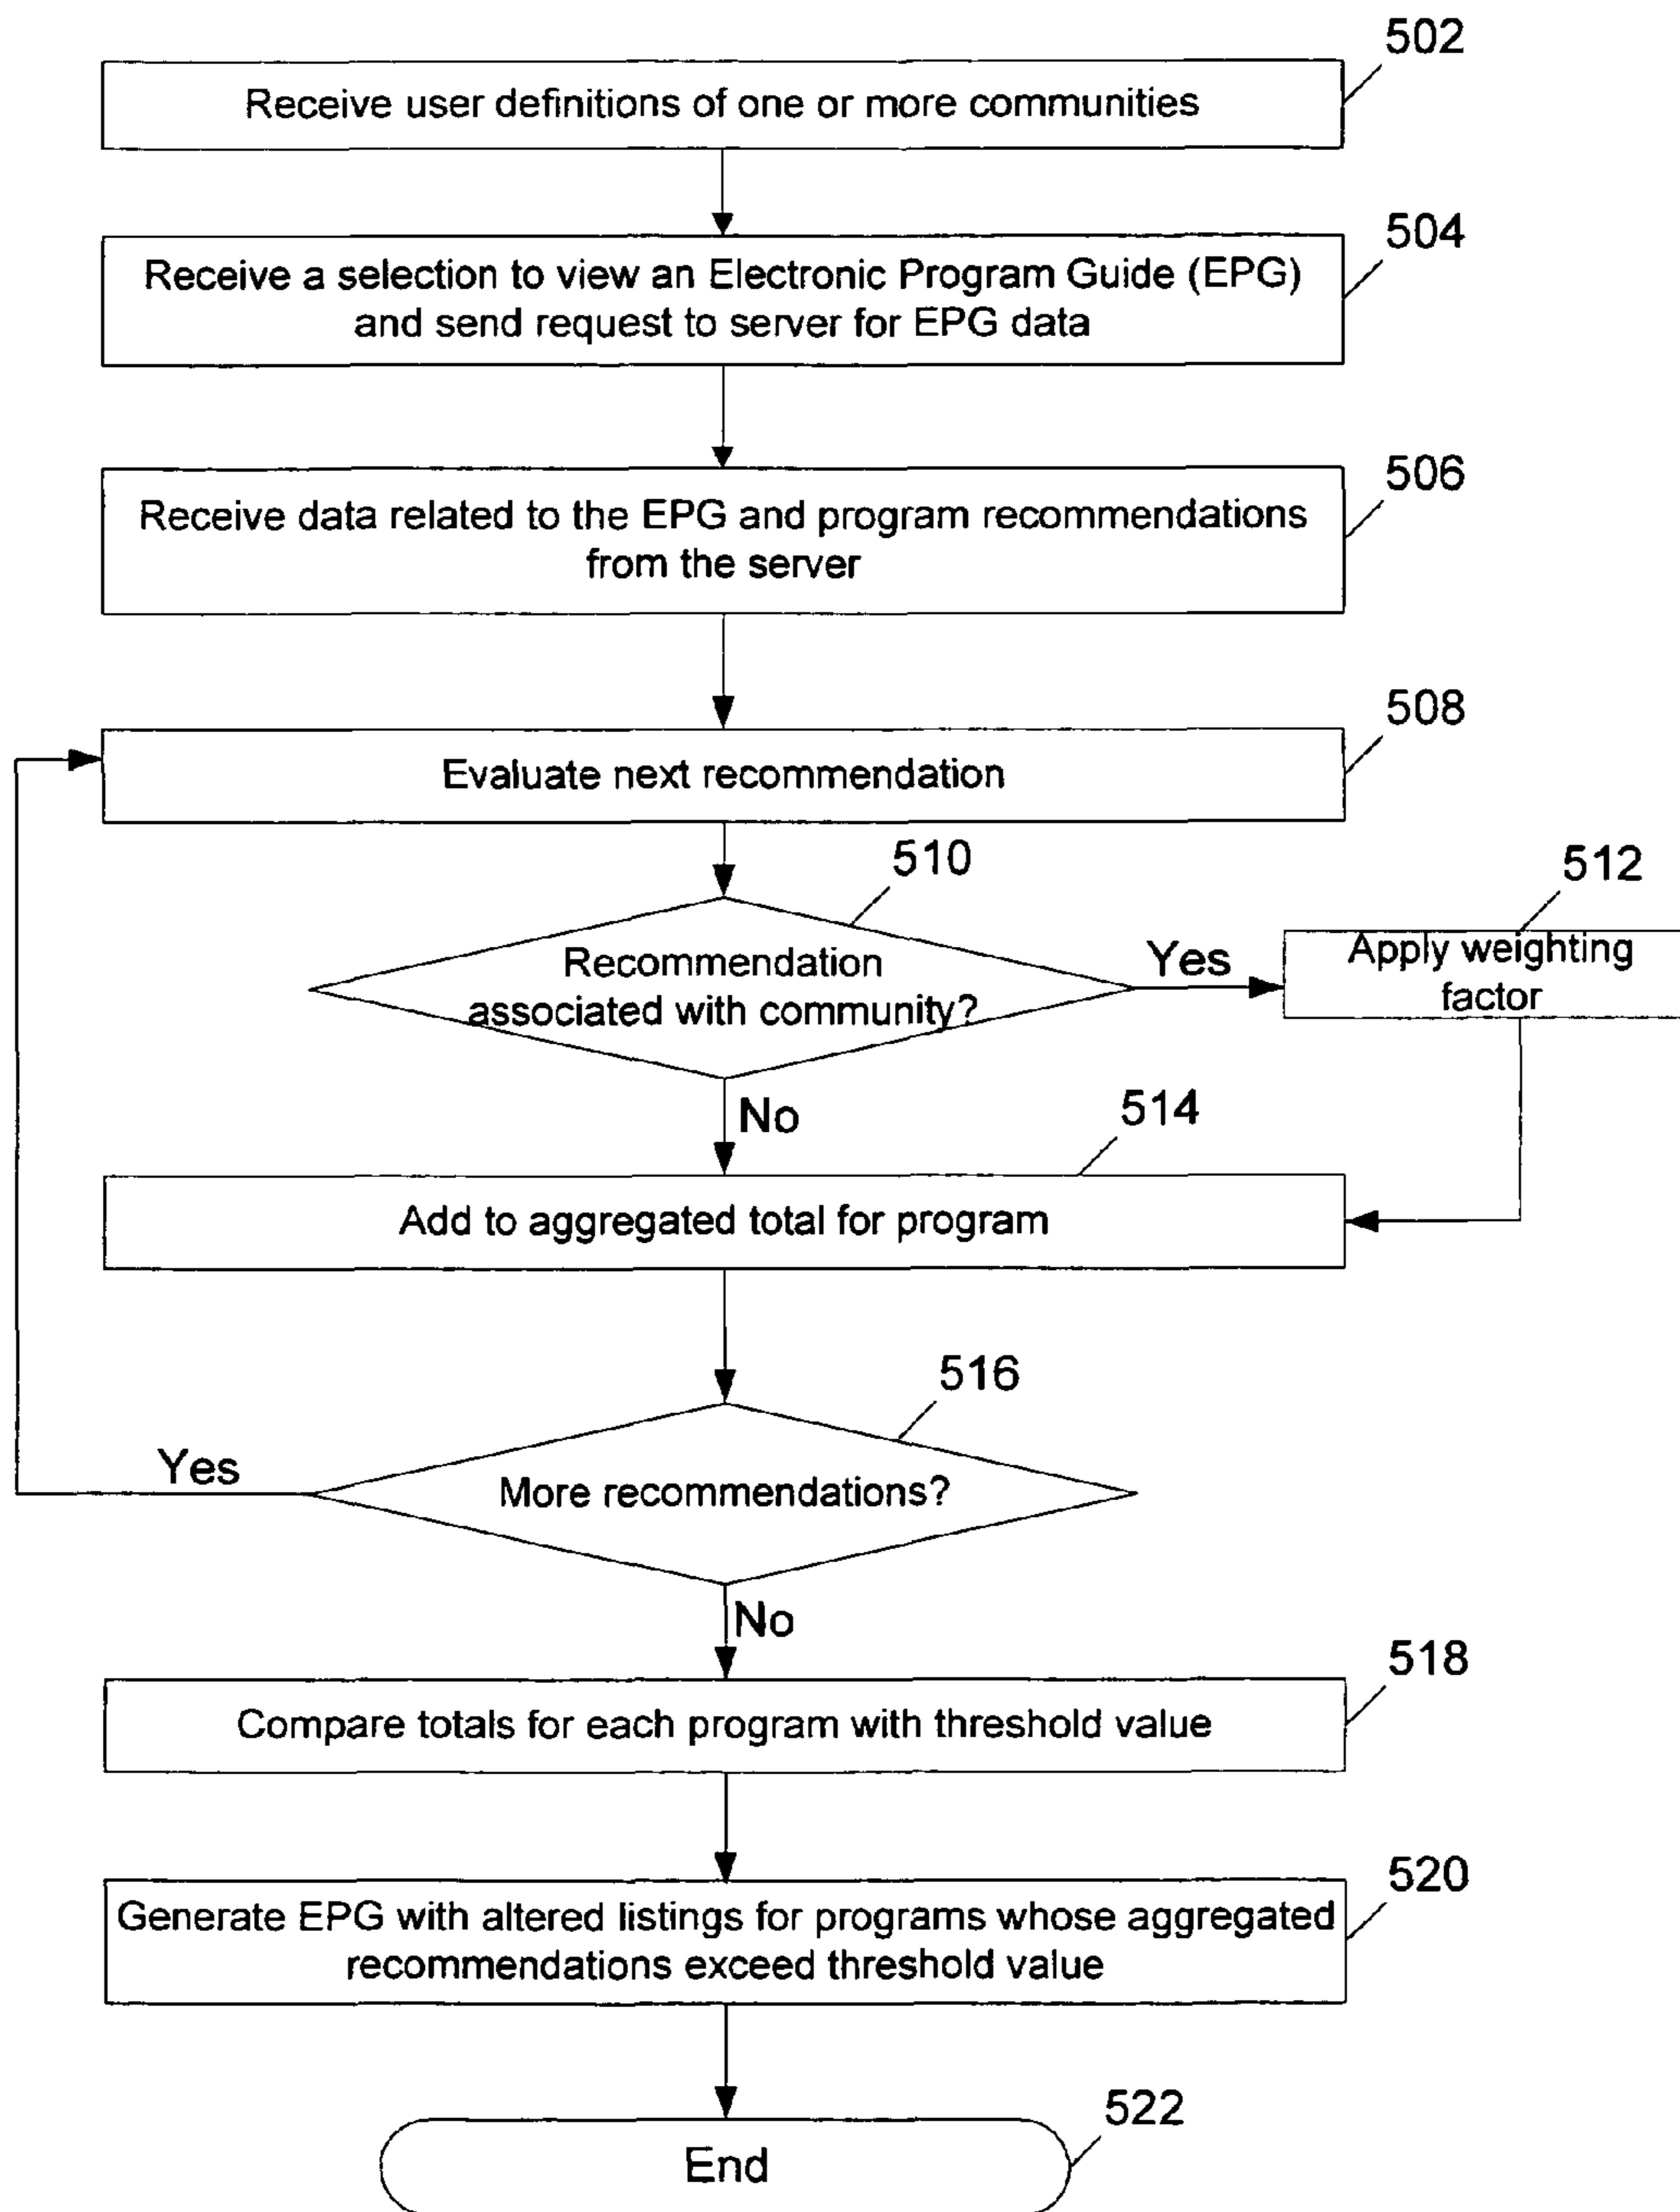 502
Receive user definitions of one or more communities
504
Receive a selection to view an Electronic Program Guide (EPG)
and send request to server for EPG data
506
Receive data related to the EPG and program recommendations
from the server
508
Evaluate next recommendation
510
512
Recommendation
associated with community?
Yes
Apply weighting
factor
No
514
Add to aggregated total for program
516
Yes
More recommendations?
No
518
Compare totals for each program with threshold value
520
Generate EPG with altered listings for programs whose aggregated
recommendations exceed threshold value
522
End